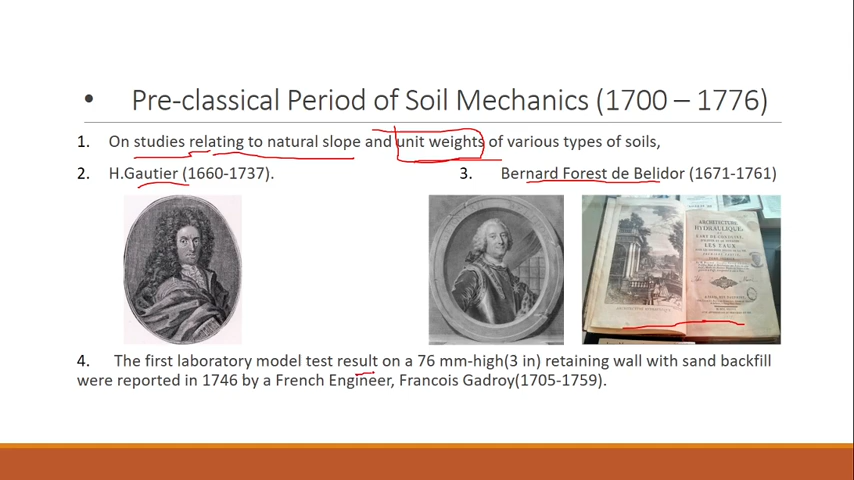 • Pre-classical Period of Soil Mechanics (1700 – 1776)
1. On studies relating to natural slope and unit weights of various types of soils,
2. H.Gautier (1660-1737). 3. Bernard Forest de Belidor (1671-1761)
ARCHITECTURE
HYDRAULIQUE,
4. The first laboratory model test result on a 76 mm-high(3 in) retaining wall with sand backfill
were reported in 1746 by a French Engineer, Francois Gadroy(1705-1759).